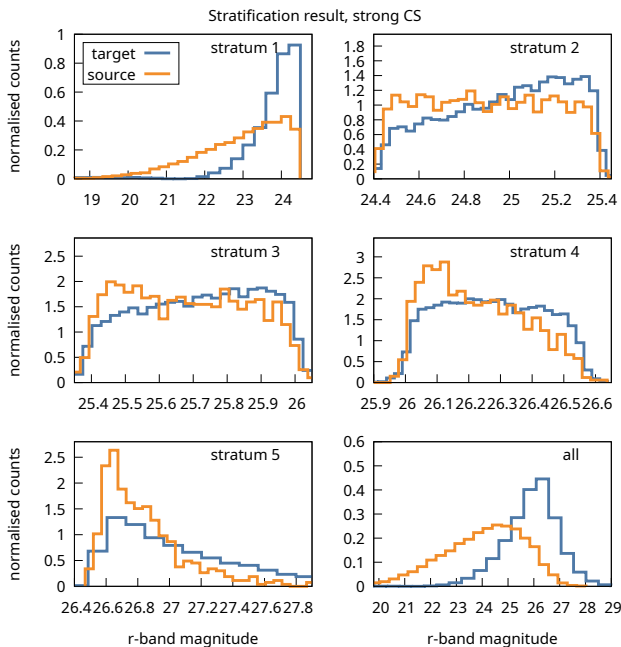 Stratification result, strong CS
normalised counts
1
0.8
0.6
0.4
0.2
0
target
source
stratum 1
19 20 21 22 23 24
1.8
1.6
1.4
1.2
1
0.8
0.6
0.4
0.2
0
stratum 2
24.4 24.6 24.8 25 25.2 25.4
normalised counts
2.5
2
1.5
1
0.5
0
stratum 3
25.4 25.5 25.6 25.7 25.8 25.9 26
3
2.5
2
1.5
1
0.5
0
stratum 4
25.9 26 26.1 26.2 26.3 26.4 26.5 26.6
normalised counts
2.5
2
1.5
1
0.5
0
stratum 5
26.4 26.6 26.8 27 27.2 27.4 27.6 27.8
r-band magnitude
0.6
0.5
0.4
0.3
0.2
0.1
0
all
20 21 22 23 24 25 26 27 28 29
r-band magnitude